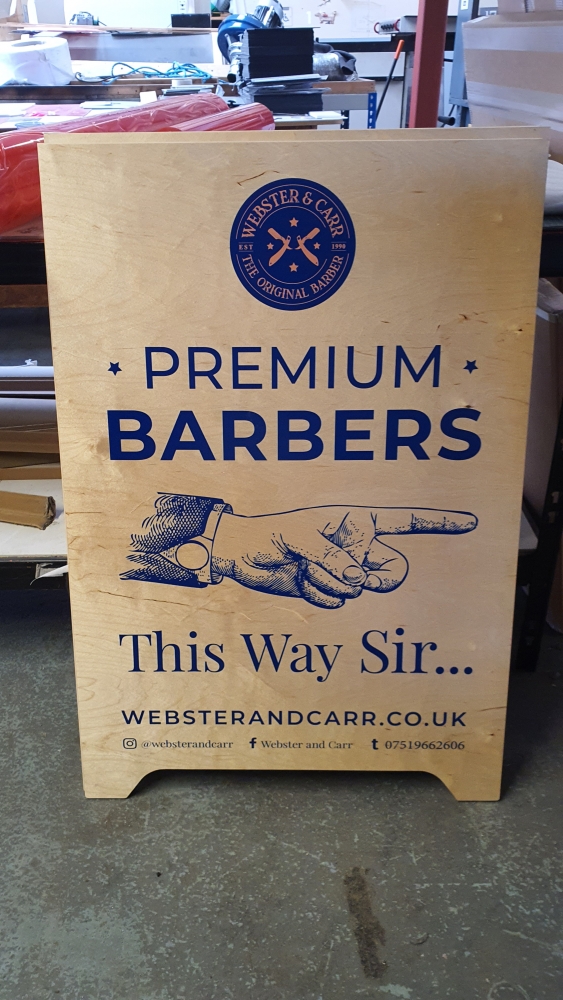 WEBSTER & CARR
EST 1990
THE ORIGINAL BARBER
PREMIUM
BARBERS
This Way Sir...
WEBSTERANDCARR.CO.UK
@websterandcarr f Webster and Carr t 07519662606